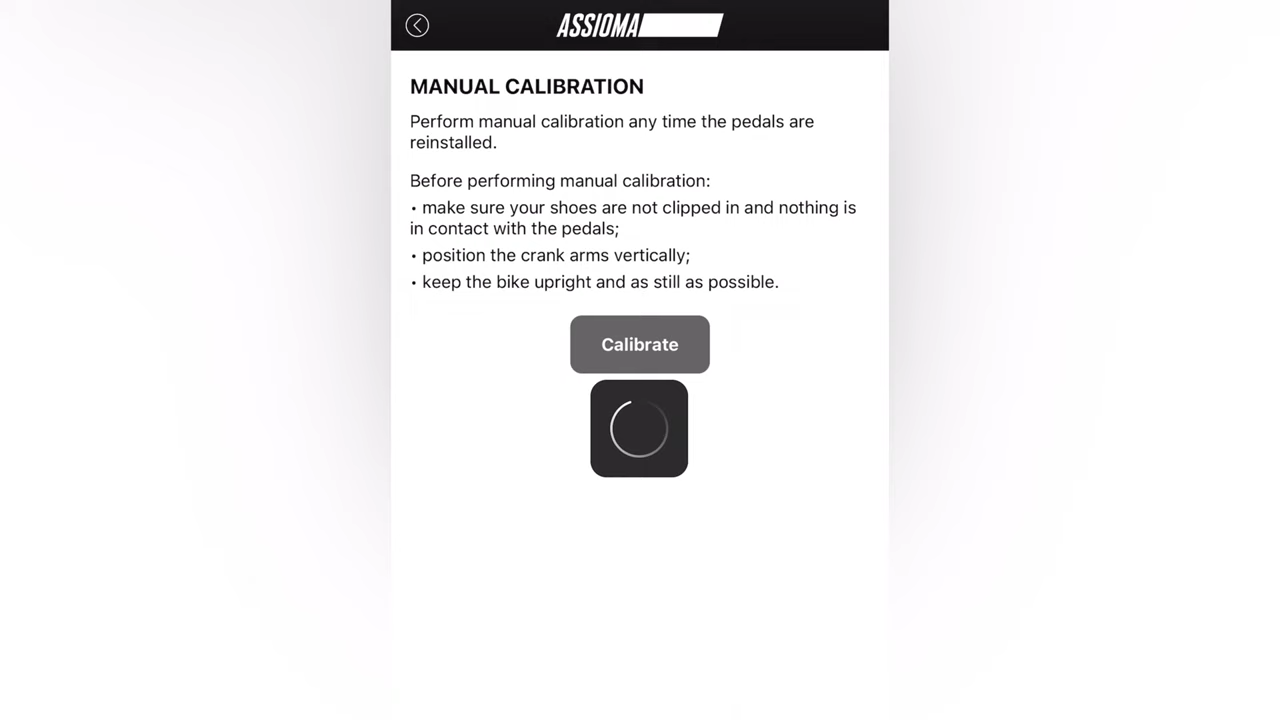 ASSIOMA
MANUAL CALIBRATION
Perform manual calibration any time the pedals are
reinstalled.
Before performing manual calibration:
• make sure your shoes are not clipped in and nothing is
in contact with the pedals;
• position the crank arms vertically;
• keep the bike upright and as still as possible.
Calibrate